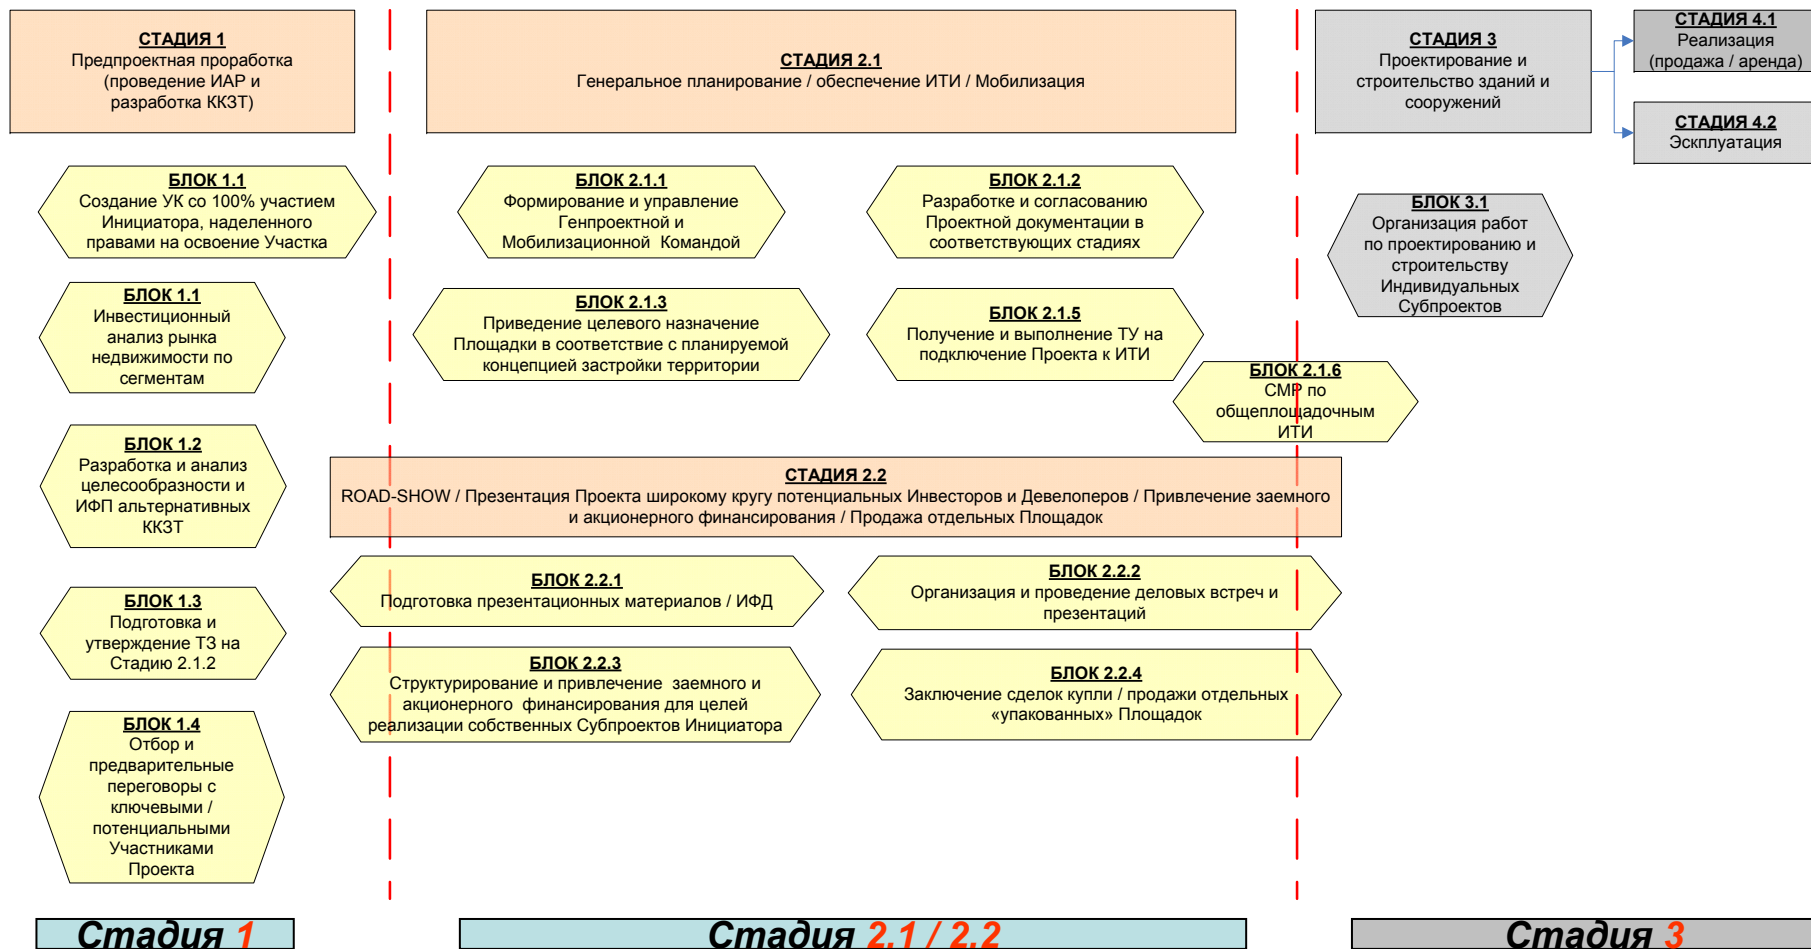 СТАДИЯ 1
Предпроектная проработка
(проведение ИАР и
разработка ККЗТ)
СТАДИЯ 2.1
Генеральное планирование / обеспечение ИТИ / Мобилизация
СТАДИЯ 3
Проектирование и
строительство зданий и
сооружений
СТАДИЯ 4.1
Реализация
(продажа / аренда)
СТАДИЯ 4.2
Эскплуатация
БЛОК 1.1
Создание УК со 100% участием
Инициатора, наделенного
правами на освоение Участка
БЛОК 2.1.1
Формирование и управление
Генпроектной и
Мобилизационной Командой
БЛОК 2.1.2
Разработке и согласованию
Проектной документации в
соответствующих стадиях
БЛОК 3.1
Организация работ
по проектированию и
строительству
Индивидуальных
Субпроектов
БЛОК 1.1
Инвестиционный
анализ рынка
недвижимости по
сегментам
БЛОК 2.1.3
Приведение целевого назначение
Площадки в соответствие с планируемой
концепцией застройки территории
БЛОК 2.1.5
Получение и выполнение ТУ на
подключение Проекта к ИТИ
БЛОК 2.1.6
СМР по
общеплощадочным
ИТИ
БЛОК 1.2
Разработка и анализ
целесообразности и
ИФП альтернативных
ККЗТ
СТАДИЯ 2.2
ROAD-SHOW / Презентация Проекта широкому кругу потенциальных Инвесторов и Девелоперов / Привлечение заемного
и акционерного финансирования / Продажа отдельных Площадок
БЛОК 2.2.1
Подготовка презентационных материалов / ИФД
БЛОК 2.2.2
Организация и проведение деловых встреч и
презентаций
БЛОК 1.3
Подготовка и
утверждение ТЗ на
Стадию 2.1.2
БЛОК 2.2.3
Структурирование и привлечение заемного и
акционерного финансирования для целей
реализации собственных Субпроектов Инициатора
БЛОК 2.2.4
Заключение сделок купли / продажи отдельных
«упакованных» Площадок
БЛОК 1.4
Отбор и
предварительные
переговоры с
ключевыми /
потенциальными
Участниками
Проекта
Стадия 1
Стадия 2.1 / 2.2
Стадия 3